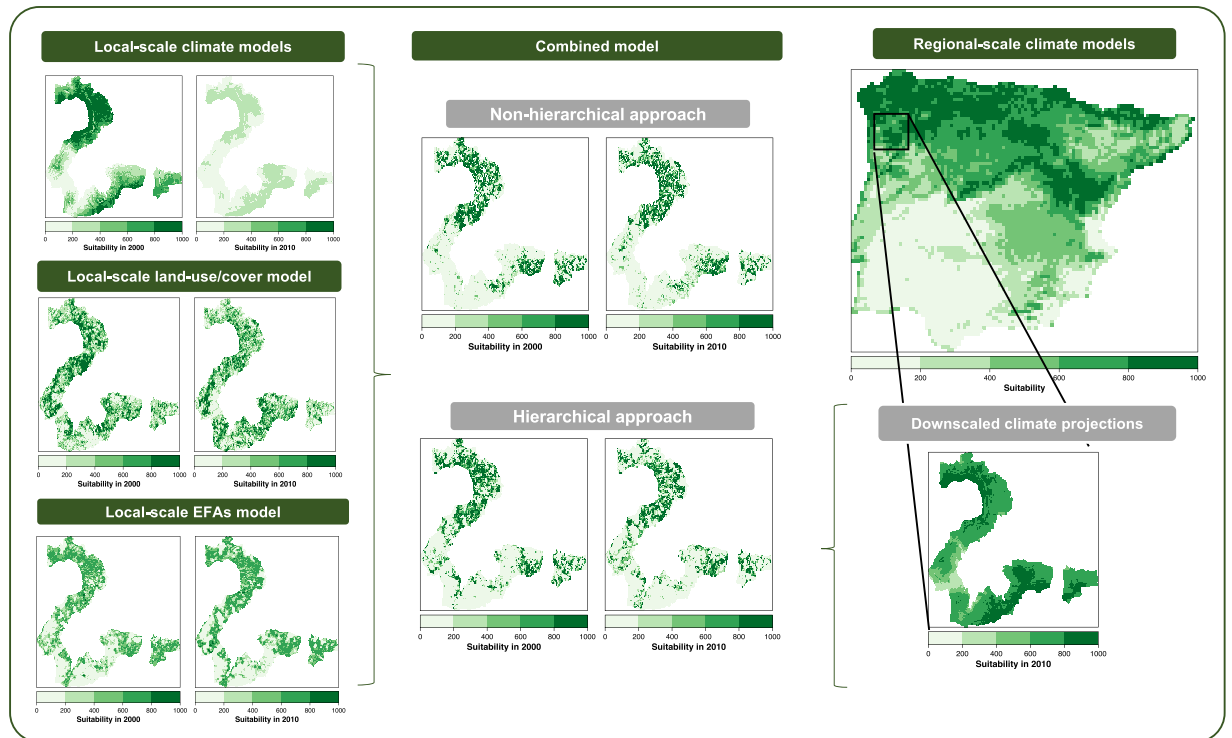 Local-scale climate models
0 200 400 600 800 1000
Suitability in 2000
0 200 400 600 800 1000
Suitability in 2010
Local-scale land-use/cover model
0 200 400 600 800 1000
Suitability in 2000
0 200 400 600 800 1000
Suitability in 2010
Local-scale EFAs model
0 200 400 600 800 1000
Suitability in 2000
0 200 400 600 800 1000
Suitability in 2010
Combined model
Non-hierarchical approach
0 200 400 600 800 1000
Suitability in 2000
0 200 400 600 800 1000
Suitability in 2010
Hierarchical approach
0 200 400 600 800 1000
Suitability in 2000
0 200 400 600 800 1000
Suitability in 2010
Regional-scale climate models
0 200 400 600 800 1000
Suitability
Downscaled climate projections
0 200 400 600 800 1000
Suitability in 2010